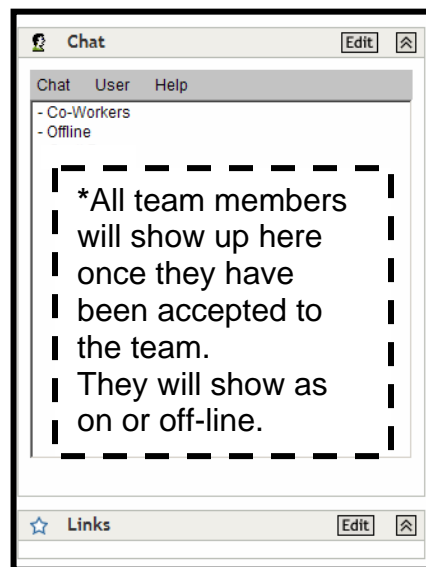 Chat Edit
Chat User Help
- Co-Workers
- Offline
*All team members
will show up here
once they have
been accepted to
the team.
They will show as
on or off-line.
Links Edit